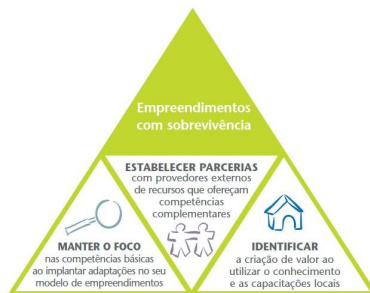 Empreendimentos
com sobrevivência
ESTABELECER PARCERIAS
com provedores externos
de recursos que ofereçam
competências
complementares
MANTER O FOCO
nas competências básicas
ao implantar adaptações no seu
modelo de empreendimentos
IDENTIFICAR
a criação de valor ao
utilizar o conhecimento
e as capacitações locais